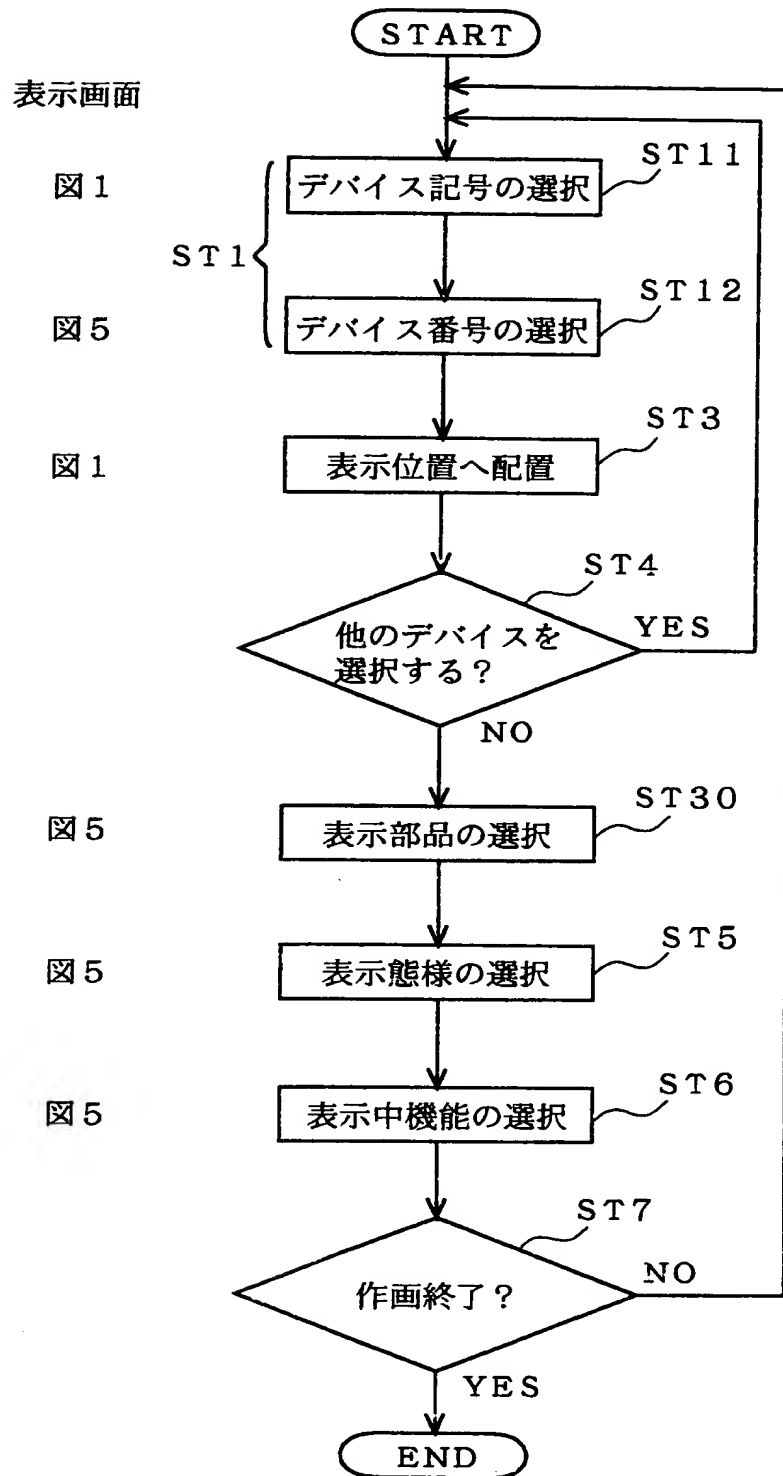 START
表示画面
ST11
図1
デバイス記号の選択
ST1
ST12
図5
デバイス番号の選択
ST3
図1
表示位置へ配置
ST4
他のデバイスを
選択する?
YES
NO
ST30
図5
表示部品の選択
ST5
図5
表示態様の選択
ST6
図5
表示中機能の選択
ST7
作画終了?
NO
YES
END